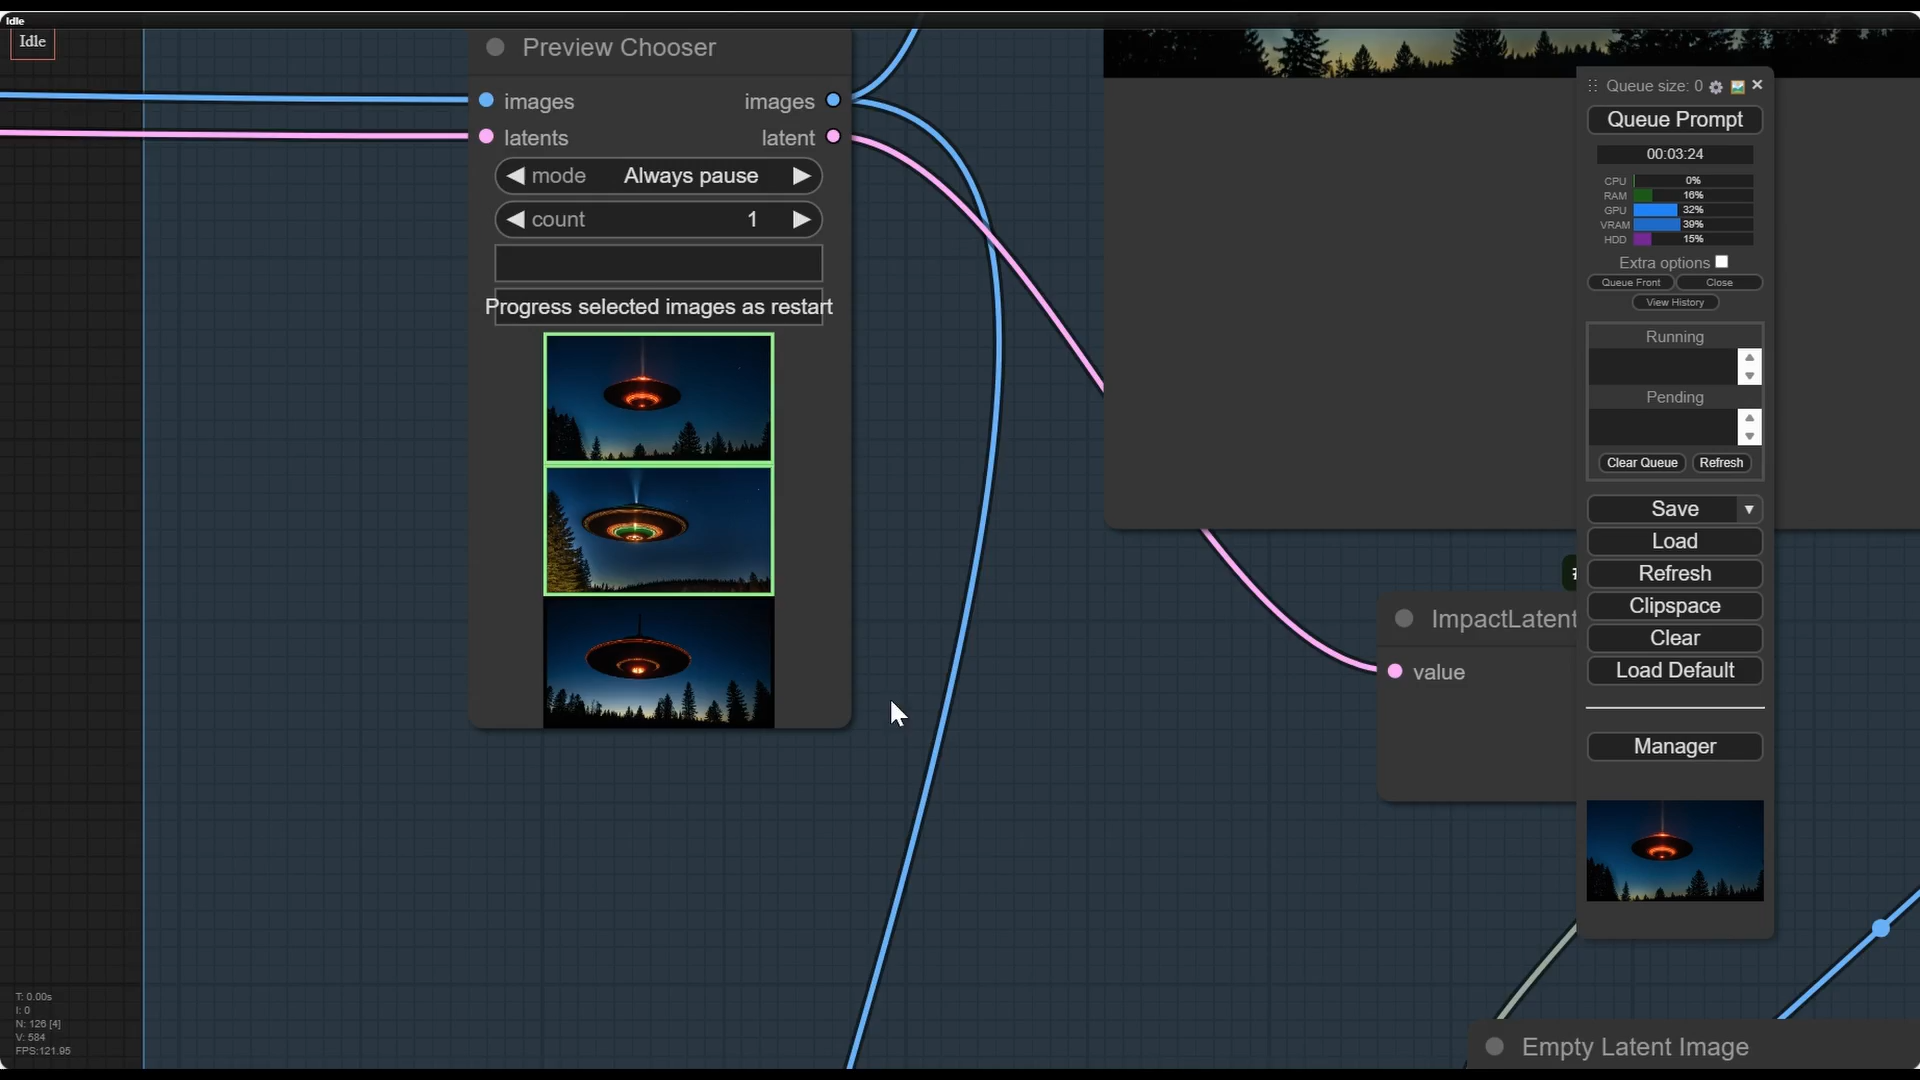 Idle
Idle
Preview Chooser
images
images
latents
latent
mode
Always pause
count
1
Progress selected images as restart
Queue size: 0
Queue Prompt
00:03:24
CPU
0%
RAM
16%
GPU
32%
VRAM
39%
HDD
15%
Extra options
Queue Front
Close
View History
Running
Pending
Clear Queue
Refresh
Save
Load
Refresh
Clipspace
Clear
Load Default
Manager
ImpactLatent
value
Empty Latent Image
T: 0.00s
I: 0
N: 126 [4]
V: 584
FPS:121.95